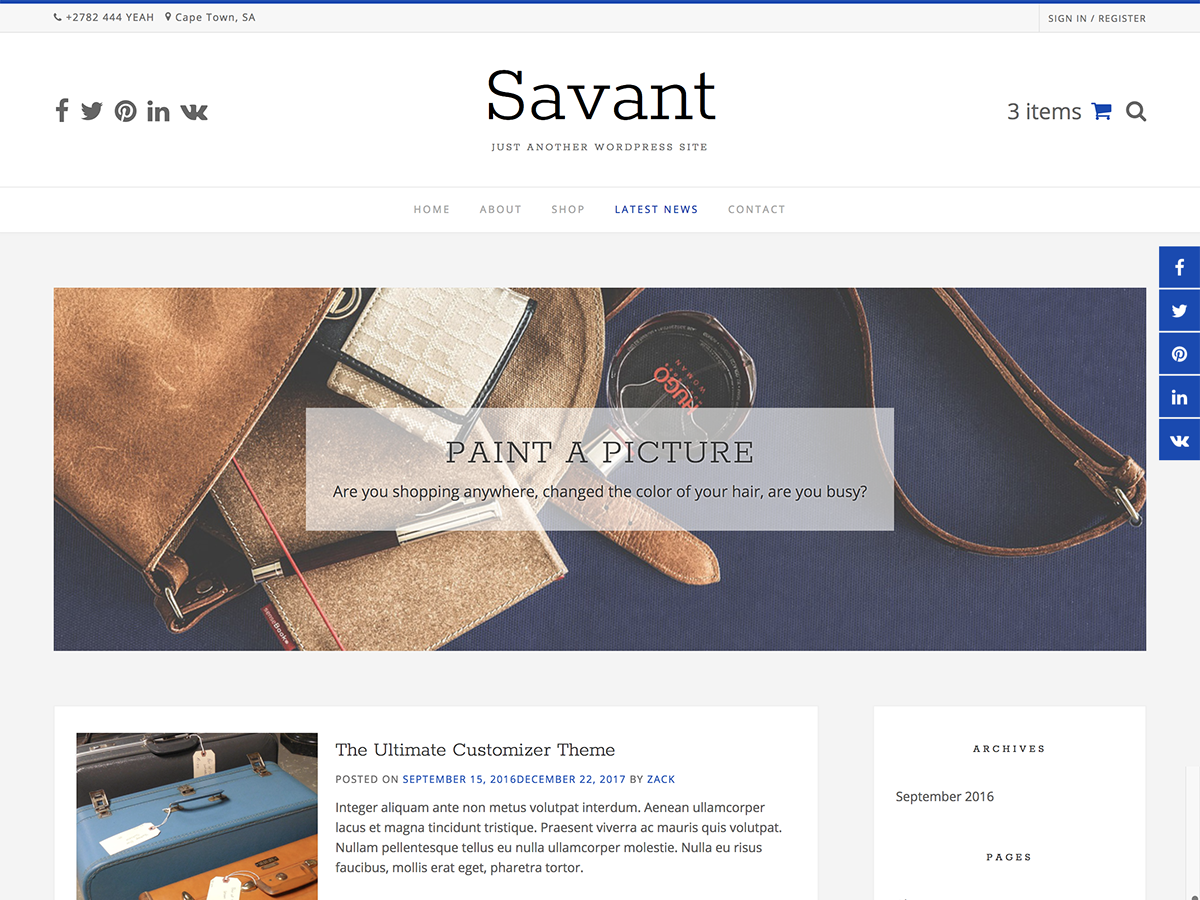 +2782 444 YEAH Cape Town, SA
SIGN IN / REGISTER
Savant
JUST ANOTHER WORDPRESS SITE
3 items
HOME ABOUT SHOP LATEST NEWS CONTACT
HUGO
WOMAN
PAINT A PICTURE
Are you shopping anywhere, changed the color of your hair, are you busy?
The Ultimate Customizer Theme
POSTED ON SEPTEMBER 15, 2016DECEMBER 22, 2017 BY ZACK
Integer aliquam ante non metus volutpat interdum. Aenean ullamcorper
lacus et magna tincidunt tristique. Praesent viverra ac mauris quis volutpat.
Nullam pellentesque tellus eu nulla ullamcorper molestie. Nulla eu risus
faucibus, mollis erat eget, pharetra tortor.
ARCHIVES
September 2016
PAGES